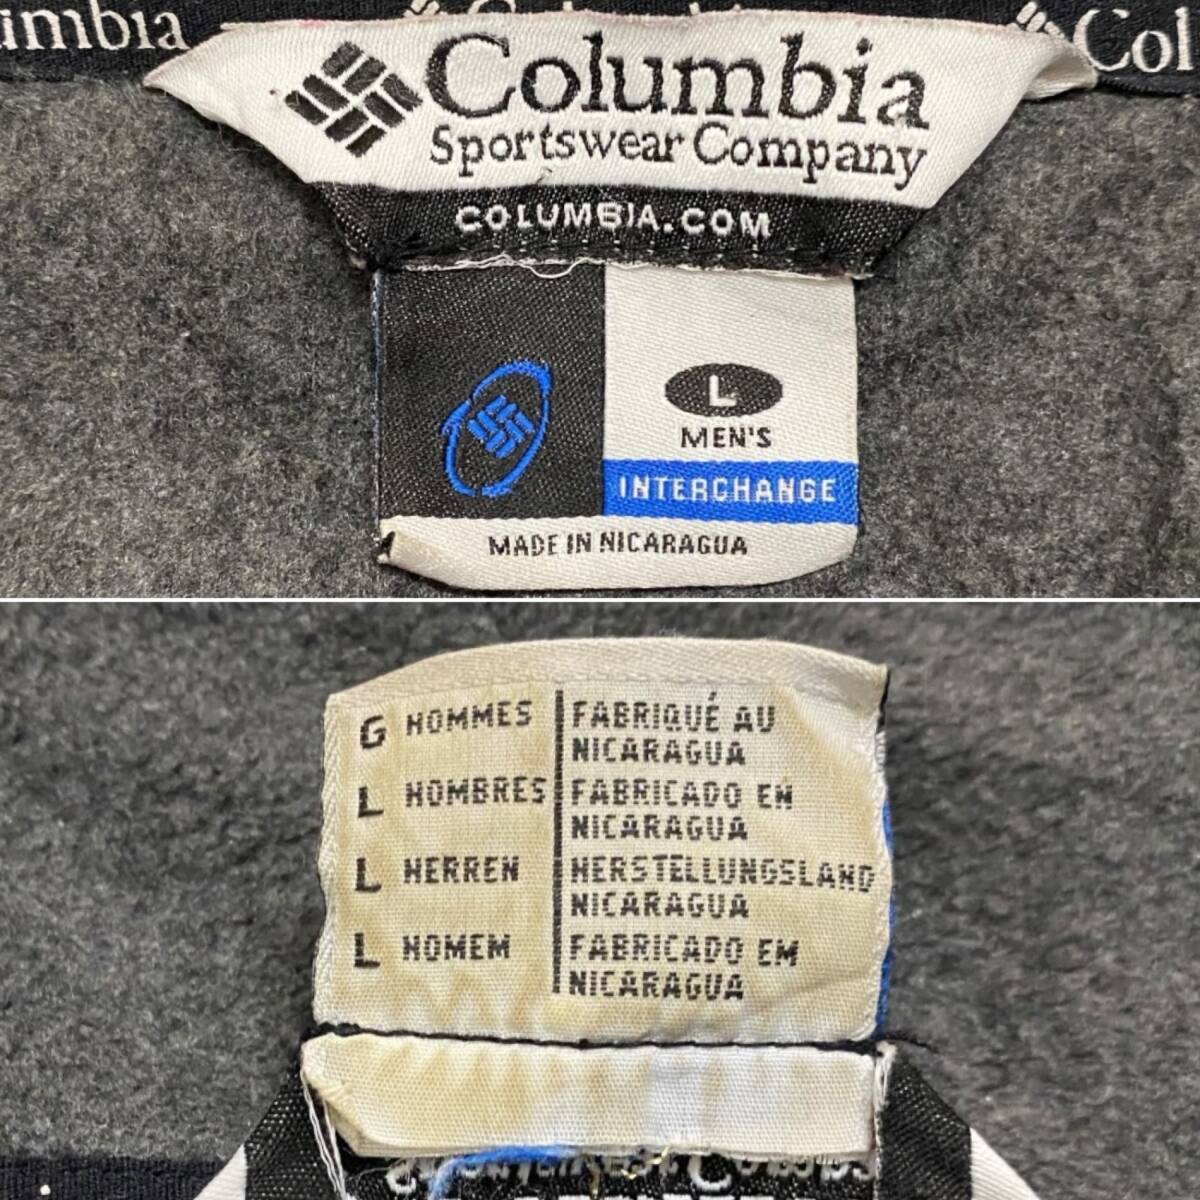 umbia
Col
Columbia
Sportswear Company
COLUMBIA.COM
L
MEN'S
INTERCHANGE
MADE IN NICARAGUA
G HOMMES FABRIQUÉ AU
NICARAGUA
L HOMBRES FABRICADO EN
NICARAGUA
L HERREN HERSTELLUNGSLAND
NICARAGUA
L HOMEM FABRICADO EM
NICARAGUA